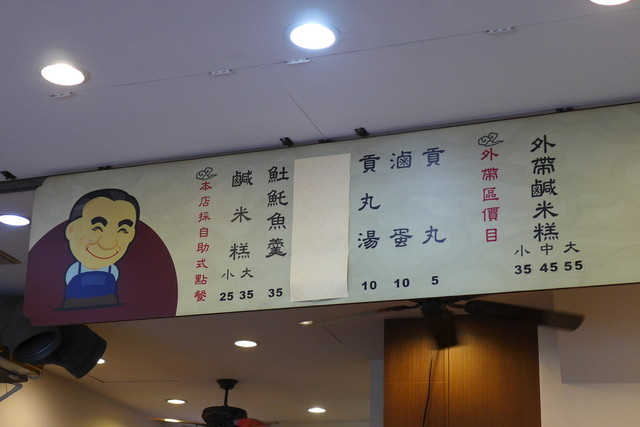 本店採自助式點餐
鹹米糕
小 大
25 35
𩵚魠魚羹
35
貢丸湯
10
滷蛋
10
貢丸
5
外帶區價目
外帶鹹米糕
小 中 大
35 45 55